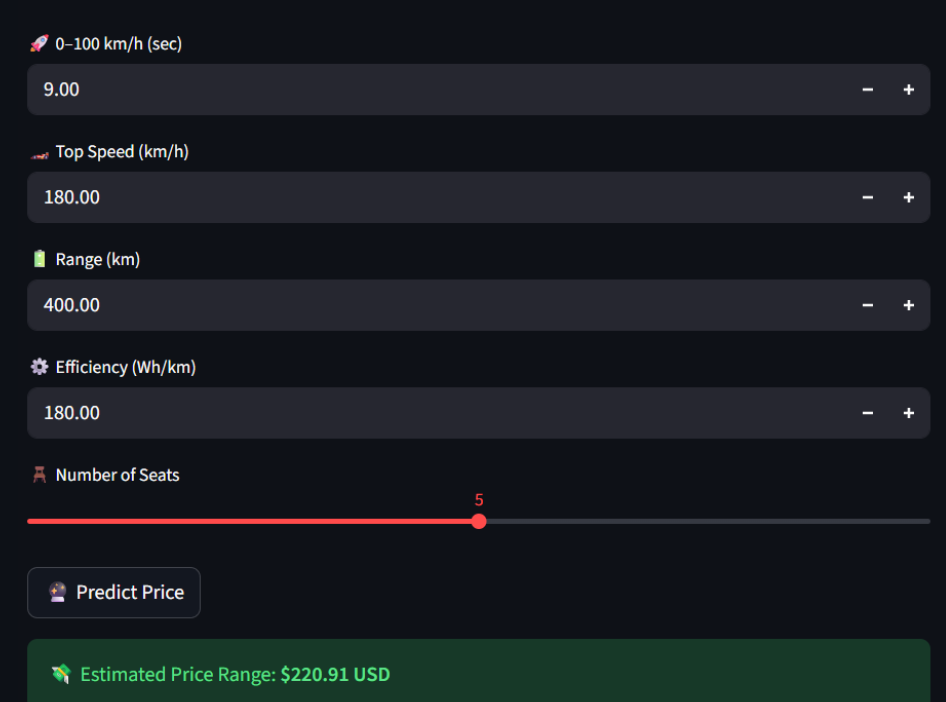 🚀 0–100 km/h (sec)
9.00 − +
🏎️ Top Speed (km/h)
180.00 − +
🔋 Range (km)
400.00 − +
⚙️ Efficiency (Wh/km)
180.00 − +
🪑 Number of Seats
5
🔮 Predict Price
💸 Estimated Price Range: $220.91 USD